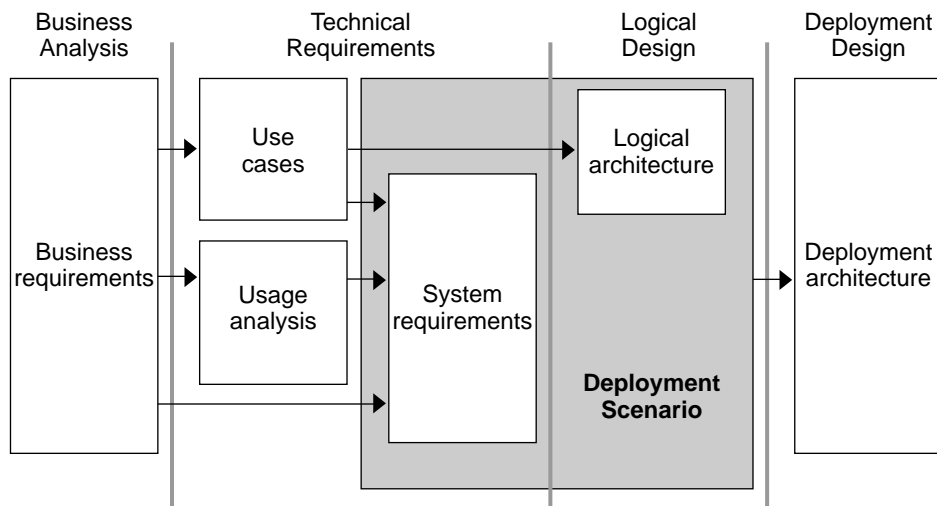 Business
Analysis
Technical
Requirements
Logical
Design
Deployment
Design
Use
cases
Logical
architecture
Business
requirements
Usage
analysis
System
requirements
Deployment
architecture
Deployment
Scenario